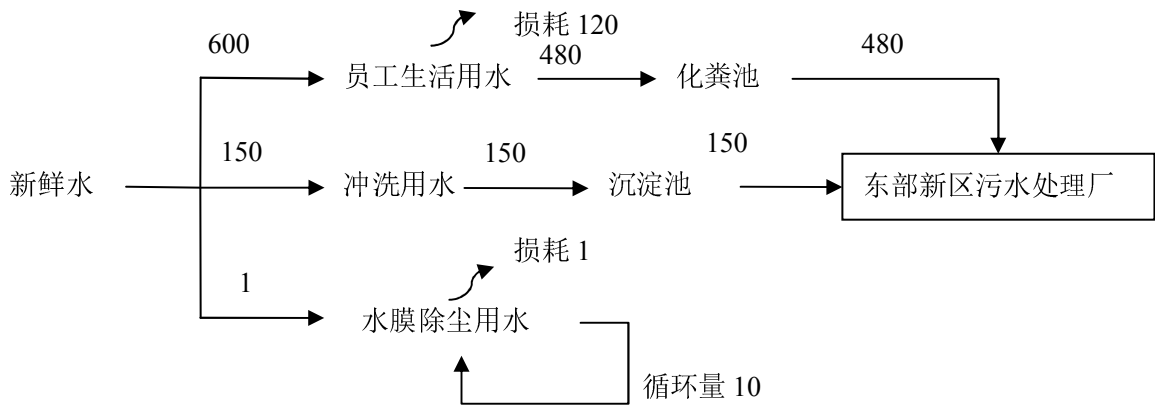 损耗 120
600
480
480
员工生活用水
化粪池
150
150
150
新鲜水
冲洗用水
沉淀池
东部新区污水处理厂
损耗 1
1
水膜除尘用水
循环量 10